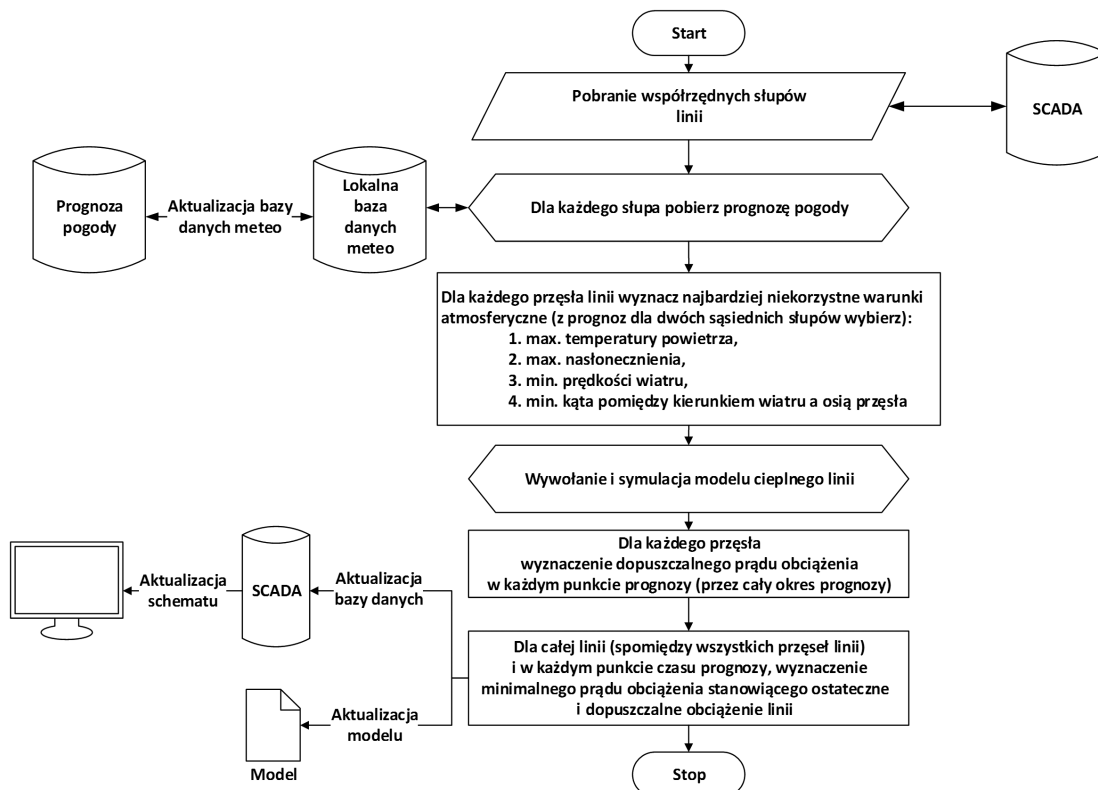 Start
Pobranie współrzędnych słupów
linii
SCADA
Prognoza
pogody
Aktualizacja bazy
danych meteo
Lokalna
baza
danych
meteo
Dla każdego słupa pobierz prognozę pogody
Dla każdego przęsła linii wyznacz najbardziej niekorzystne warunki
atmosferyczne (z prognoz dla dwóch sąsiednich słupów wybierz):
1. max. temperatury powietrza,
2. max. nasłonecznienia,
3. min. prędkości wiatru,
4. min. kąta pomiędzy kierunkiem wiatru a osią przęsła
Wywołanie i symulacja modelu cieplnego linii
Dla każdego przęsła
wyznaczenie dopuszczalnego prądu obciążenia
w każdym punkcie prognozy (przez cały okres prognozy)
Aktualizacja
schematu
SCADA
Aktualizacja
bazy danych
Dla całej linii (spomiędzy wszystkich przęseł linii)
i w każdym punkcie czasu prognozy, wyznaczenie
minimalnego prądu obciążenia stanowiącego ostateczne
i dopuszczalne obciążenie linii
Aktualizacja
modelu
Model
Stop